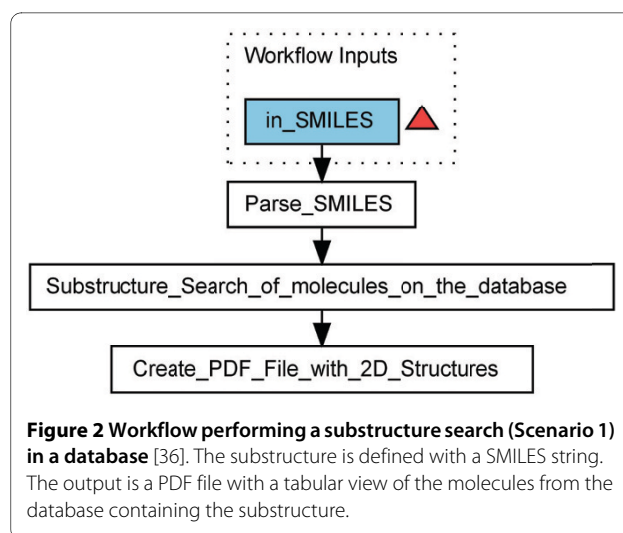 Workflow Inputs
in_SMILES
Parse_SMILES
Substructure_Search_of_molecules_on_the_database
Create_PDF_File_with_2D_Structures
Figure 2 Workflow performing a substructure search (Scenario 1)
in a database [36]. The substructure is defined with a SMILES string.
The output is a PDF file with a tabular view of the molecules from the
database containing the substructure.